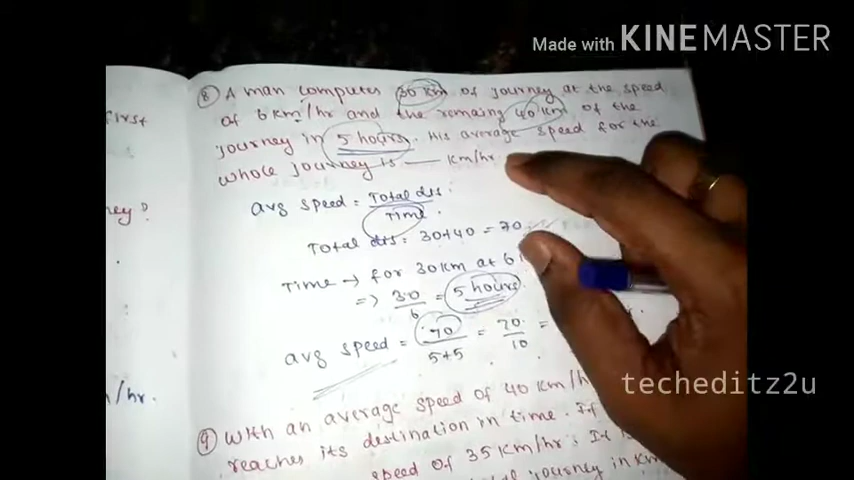 Made with KINEMASTER
first
ney?
/hr.
⑧ A man computes 30 km of journey at the speed
of 6 km/hr and the remaing 40 km of the
journey in 5 hours. His average speed for the
whole journey is — km/hr
avg speed = Total dis
Time.
Total dis = 30+40 = 70
Time → for 30 km at 6
=> 30/6 = 5 hours
avg speed = 70/5+5 = 70/10 =
techeditz2u
⑨ With an average speed of 40 km/h
reaches its destination in time. If
speed of 35 km/hr, It
journey in km